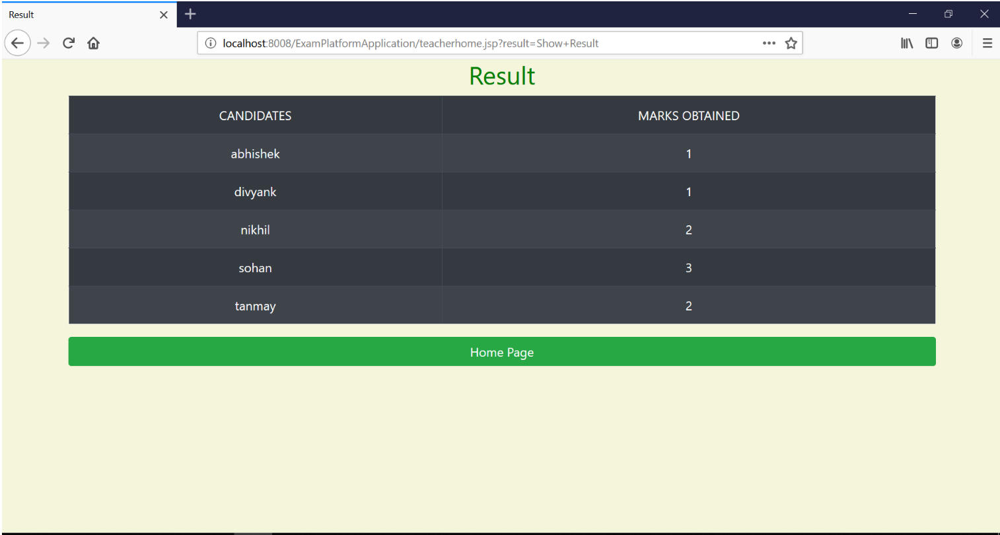 Result
localhost:8008/ExamPlatformApplication/teacherhome.jsp?result=Show+Result
Result
CANDIDATES MARKS OBTAINED
abhishek 1
divyank 1
nikhil 2
sohan 3
tanmay 2
Home Page